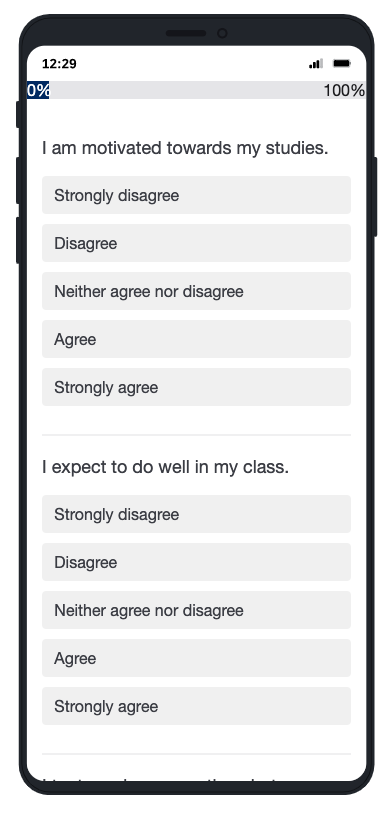 12:29
0% 100%
I am motivated towards my studies.
Strongly disagree
Disagree
Neither agree nor disagree
Agree
Strongly agree
I expect to do well in my class.
Strongly disagree
Disagree
Neither agree nor disagree
Agree
Strongly agree